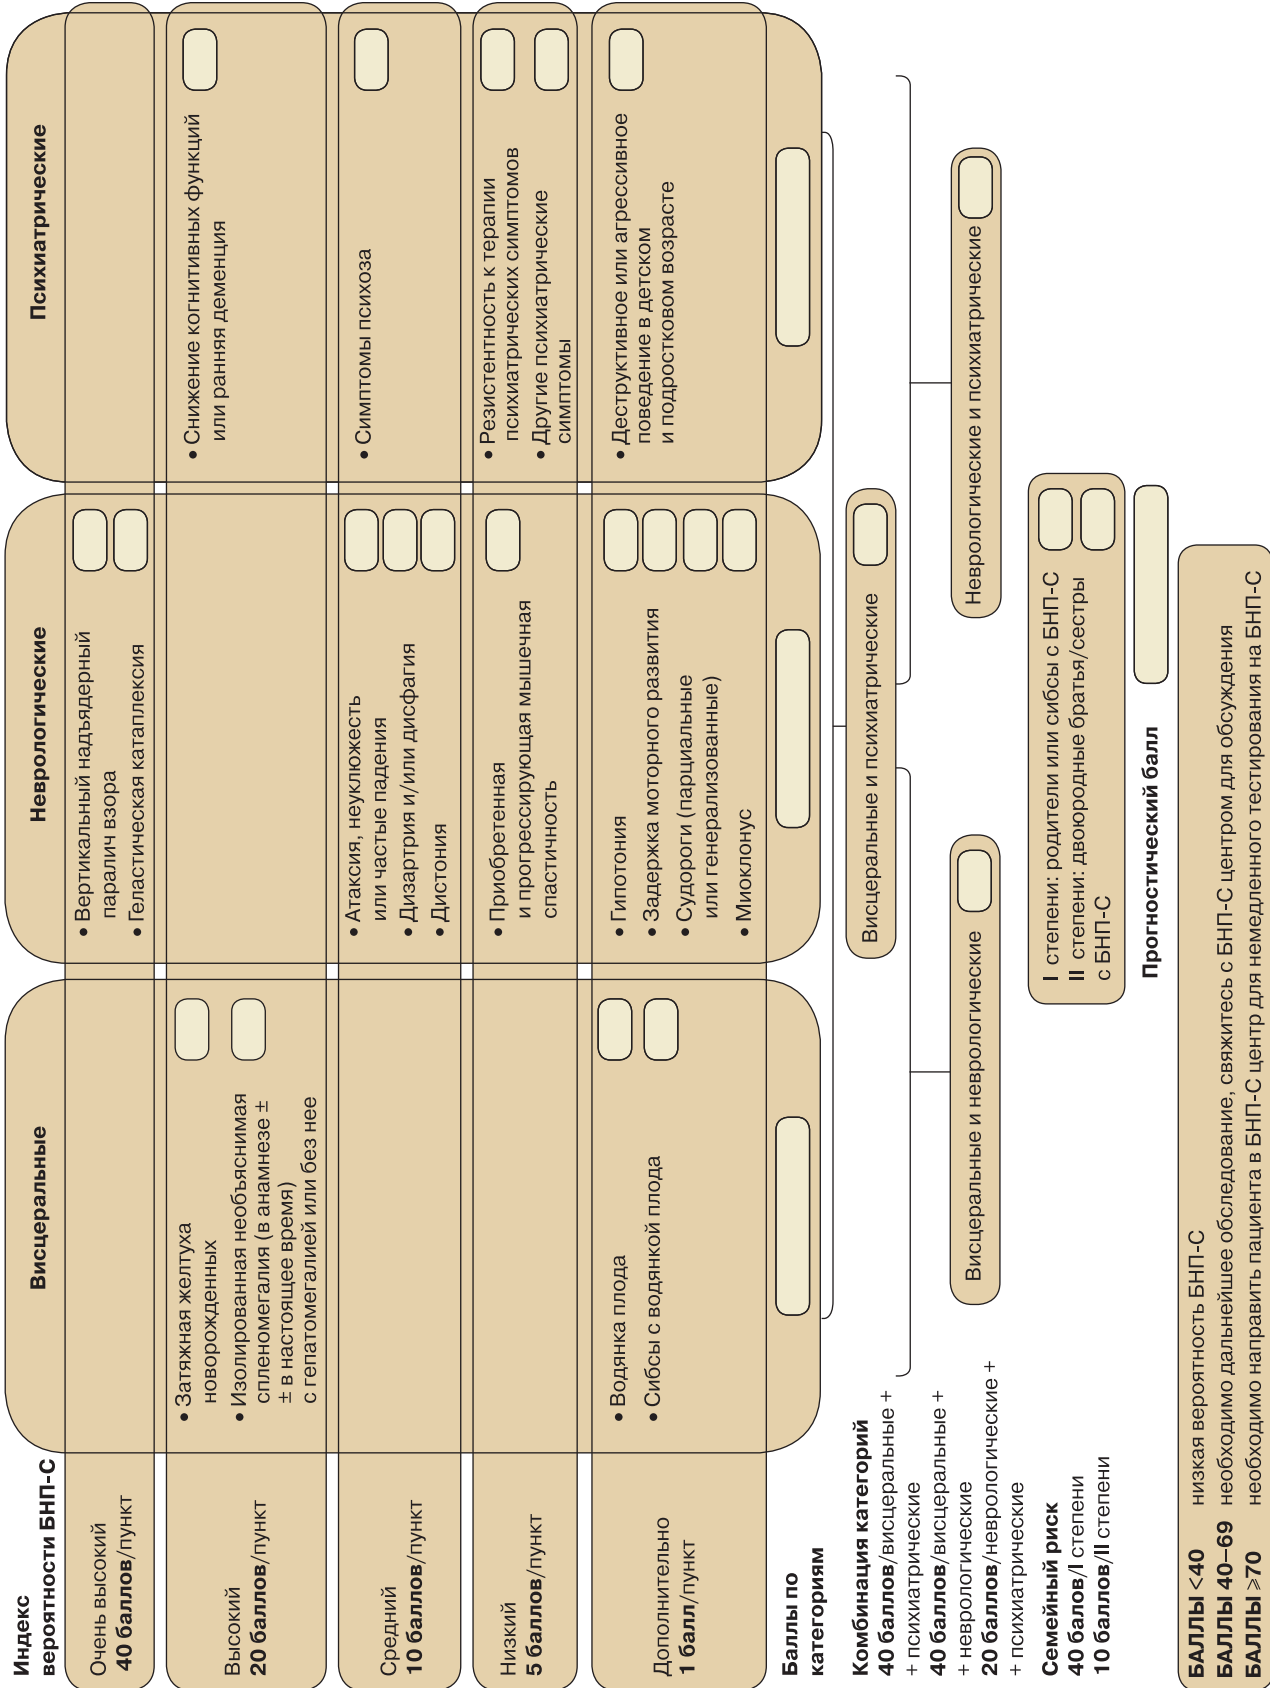 Индекс
вероятности БНП-С
Висцеральные
Неврологические
Психиатрические
Очень высокий
40 баллов/пункт
• Вертикальный надъядерный
паралич взора
• Геластическая катаплексия
Высокий
20 баллов/пункт
• Затяжная желтуха
новорожденных
• Изолированная необъяснимая
спленомегалия (в анамнезе ±
± в настоящее время)
с гепатомегалией или без нее
• Снижение когнитивных функций
или ранняя деменция
Средний
10 баллов/пункт
• Атаксия, неуклюжесть
или частые падения
• Дизартрия и/или дисфагия
• Дистония
• Симптомы психоза
Низкий
5 баллов/пункт
• Приобретенная
и прогрессирующая мышечная
спастичность
• Резистентность к терапии
психиатрических симптомов
• Другие психиатрические
симптомы
Дополнительно
1 балл/пункт
• Водянка плода
• Сибсы с водянкой плода
• Гипотония
• Задержка моторного развития
• Судороги (парциальные
или генерализованные)
• Миоклонус
• Деструктивное или агрессивное
поведение в детском
и подростковом возрасте
Баллы по
категориям
Комбинация категорий
40 баллов/висцеральные +
+ психиатрические
40 баллов/висцеральные +
+ неврологические
20 баллов/неврологические +
+ психиатрические
Висцеральные и психиатрические
Висцеральные и неврологические
Неврологические и психиатрические
Семейный риск
40 балов/I степени
10 баллов/II степени
I степени: родители или сибсы с БНП-С
II степени: двоюродные братья/сестры
с БНП-С
Прогностический балл
БАЛЛЫ <40 низкая вероятность БНП-С
БАЛЛЫ 40–69 необходимо дальнейшее обследование, свяжитесь с БНП-С центром для обсуждения
БАЛЛЫ ⩾70 необходимо направить пациента в БНП-С центр для немедленного тестирования на БНП-С